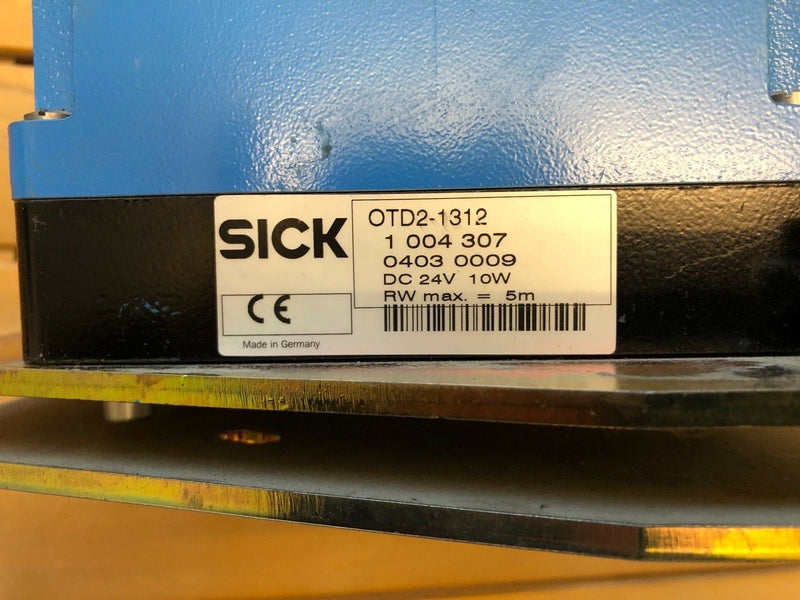 SICK
OTD2-1312
1 004 307
0403 0009
DC 24V 10W
RW max. = 5m
CE
Made in Germany